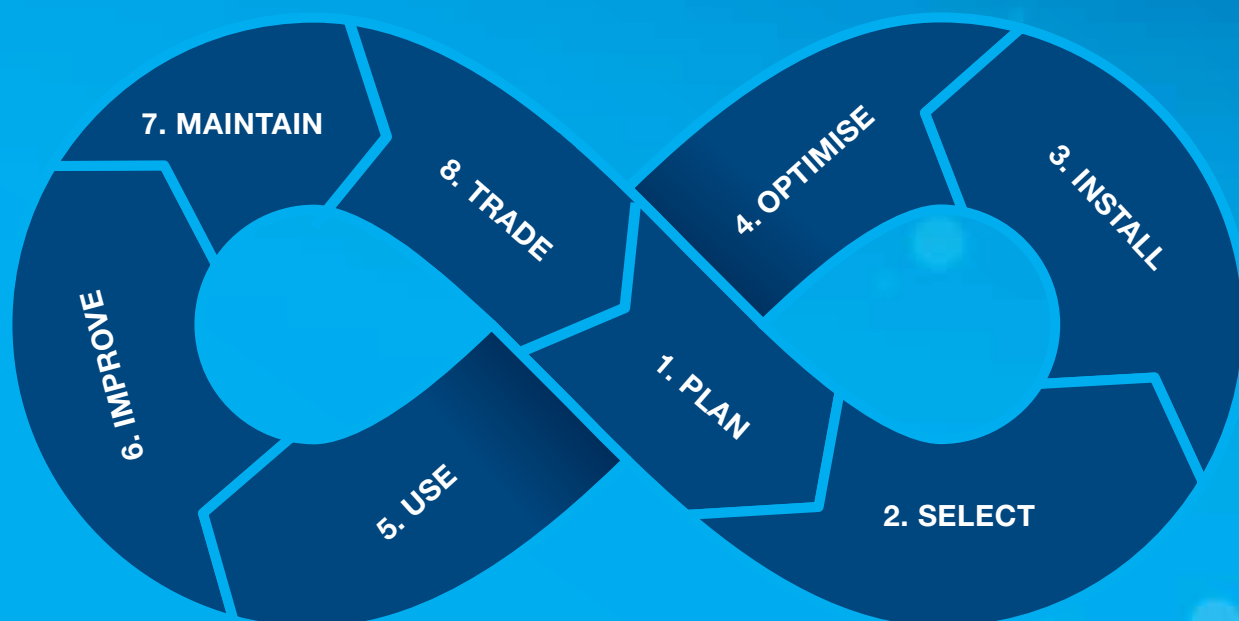 1. PLAN
2. SELECT
3. INSTALL
4. OPTIMISE
5. USE
6. IMPROVE
7. MAINTAIN
8. TRADE